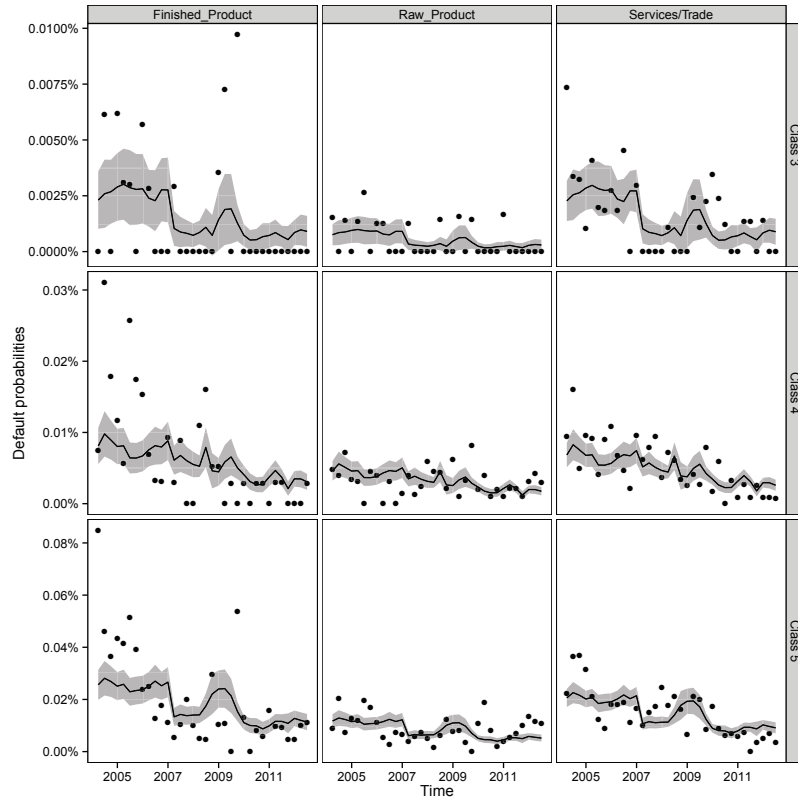 Finished_Product Raw_Product Services/Trade
0.0100%
0.0075%
0.0050%
0.0025%
0.0000%
Class 3
0.03%
0.02%
0.01%
0.00%
Class 4
Default probabilities
0.08%
0.06%
0.04%
0.02%
0.00%
Class 5
2005 2007 2009 2011 2005 2007 2009 2011 2005 2007 2009 2011
Time